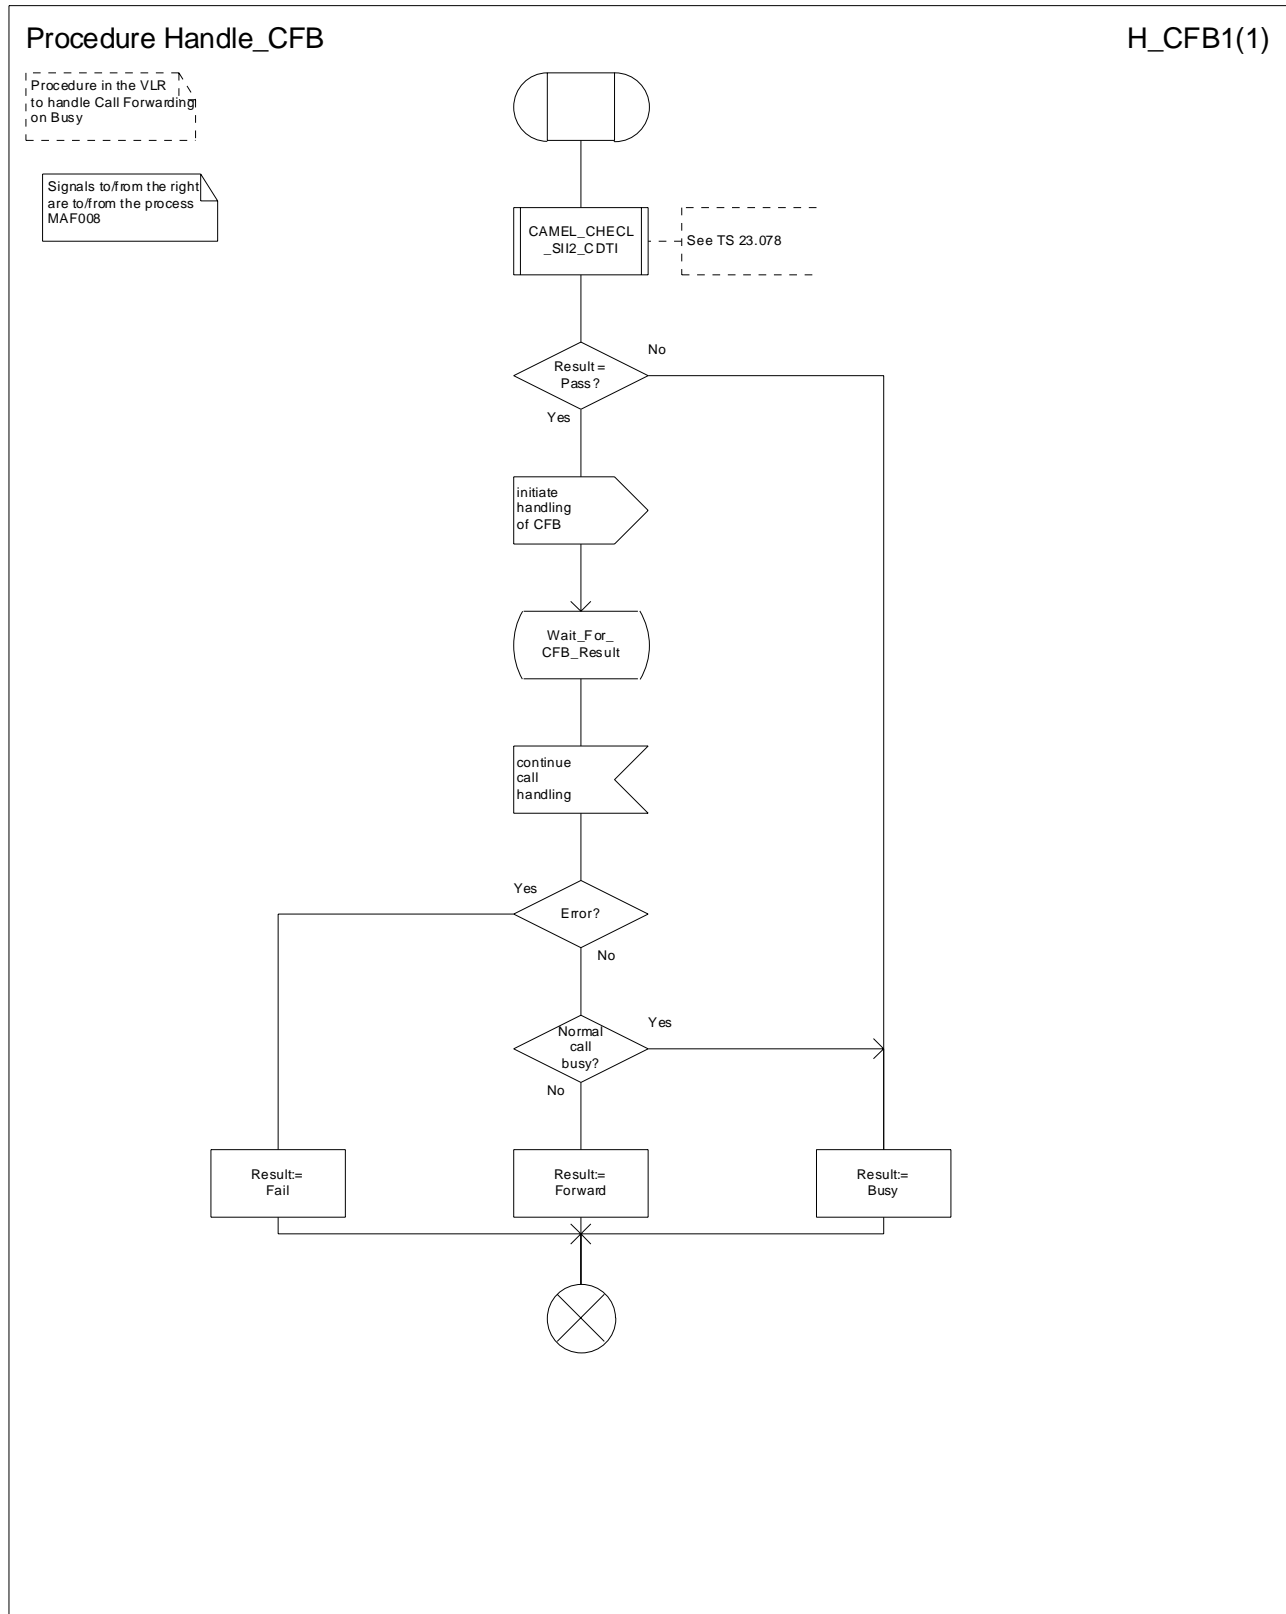 Procedure Handle_CFB
H_CFB1(1)
Procedure in the VLR
to handle Call Forwarding
on Busy
Signals to/from the right
are to/from the process
MAF008
CAMEL_CHECL
_SII2_CDTI
See TS 23.078
No
Result=
Pass?
Yes
initiate
handling
of CFB
Wait_For_
CFB_Result
continue
call
handling
Yes
Error?
No
Yes
Normal
call
busy?
No
Result:=
Fail
Result:=
Forward
Result:=
Busy